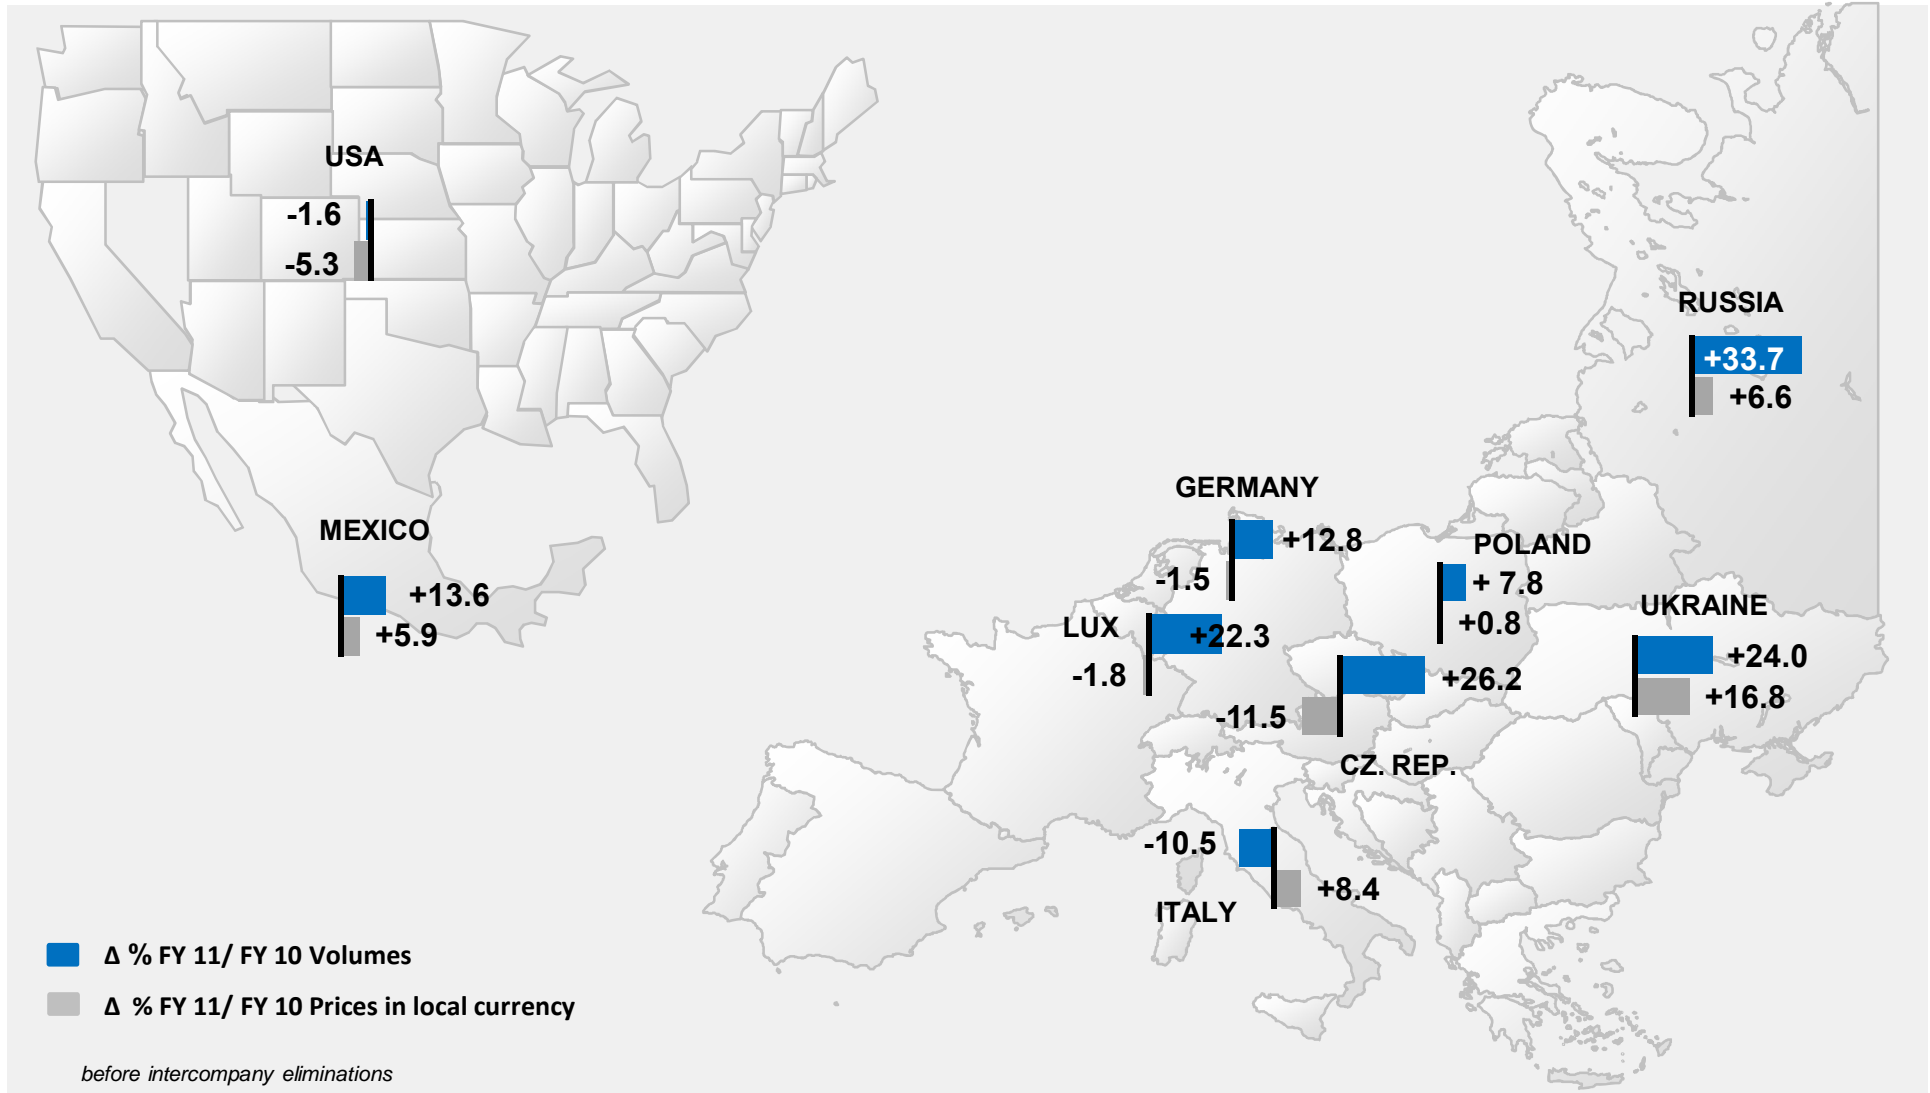 USA
-1.6
-5.3
MEXICO
+13.6
+5.9
RUSSIA
+33.7
+6.6
GERMANY
+12.8
-1.5
POLAND
+ 7.8
+0.8
UKRAINE
+24.0
+16.8
LUX
+22.3
-1.8
+26.2
-11.5
CZ. REP.
-10.5
+8.4
ITALY
Δ % FY 11/ FY 10 Volumes
Δ % FY 11/ FY 10 Prices in local currency
before intercompany eliminations